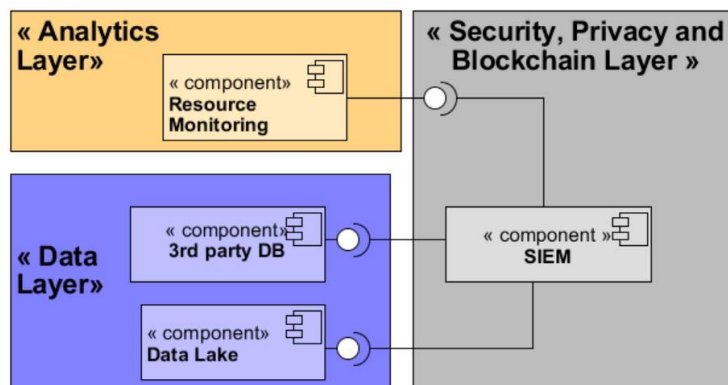 « Analytics
Layer»
« component»
Resource
Monitoring
« Security, Privacy and
Blockchain Layer »
« Data
Layer»
« component»
3rd party DB
« component »
SIEM
« component»
Data Lake